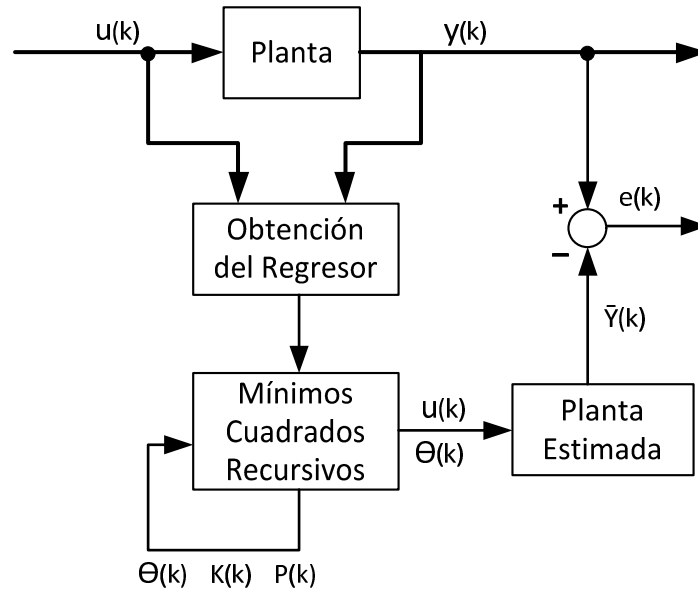 u(k)
Planta
y(k)
Obtención
del Regresor
+
e(k)
−
Ȳ(k)
Mínimos
Cuadrados
Recursivos
u(k)
Θ(k)
Planta
Estimada
Θ(k) K(k) P(k)